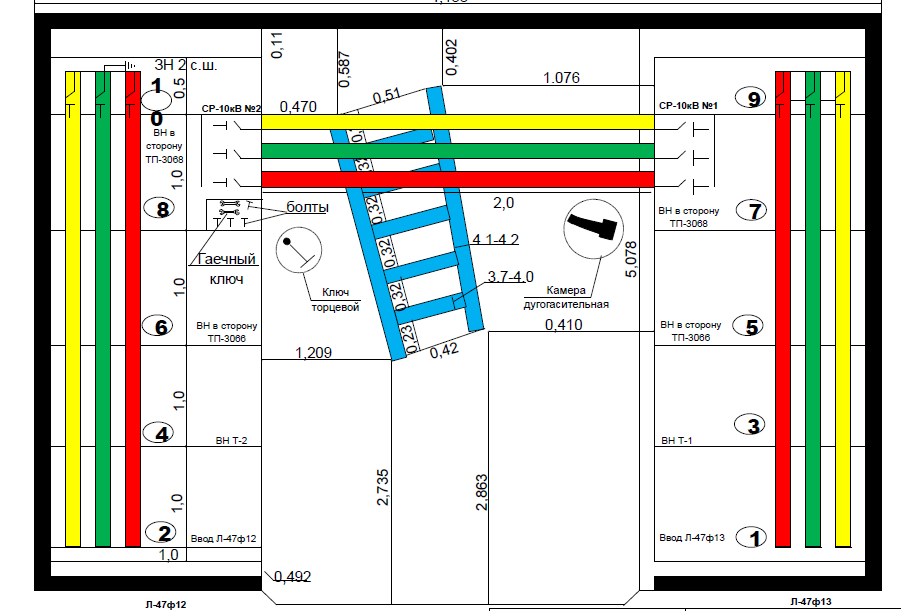 0,11
0,587
0,402
ЗН 2 с.ш.
0,5
1
0
0,51
1.076
9
СР-10кВ №2
0,470
СР-10кВ №1
ВН в
сторону
ТП-3068
1,0
0,32
8
болты
2,0
ВН в сторону
ТП-3068
7
4.1-4.2
Гаечный
ключ
0,32
5,078
1,0
Ключ
торцевой
0,32
3.7-4.0
Камера
дугогасительная
6
ВН в сторону
ТП-3066
0,23
0,410
ВН в сторону
ТП-3066
5
1,209
0,42
1,0
4
ВН Т-2
ВН Т-1
3
2,735
2,863
1,0
2
Ввод Л-47ф12
Ввод Л-47ф13
1
1,0
0,492
Л-47ф12
Л-47ф13